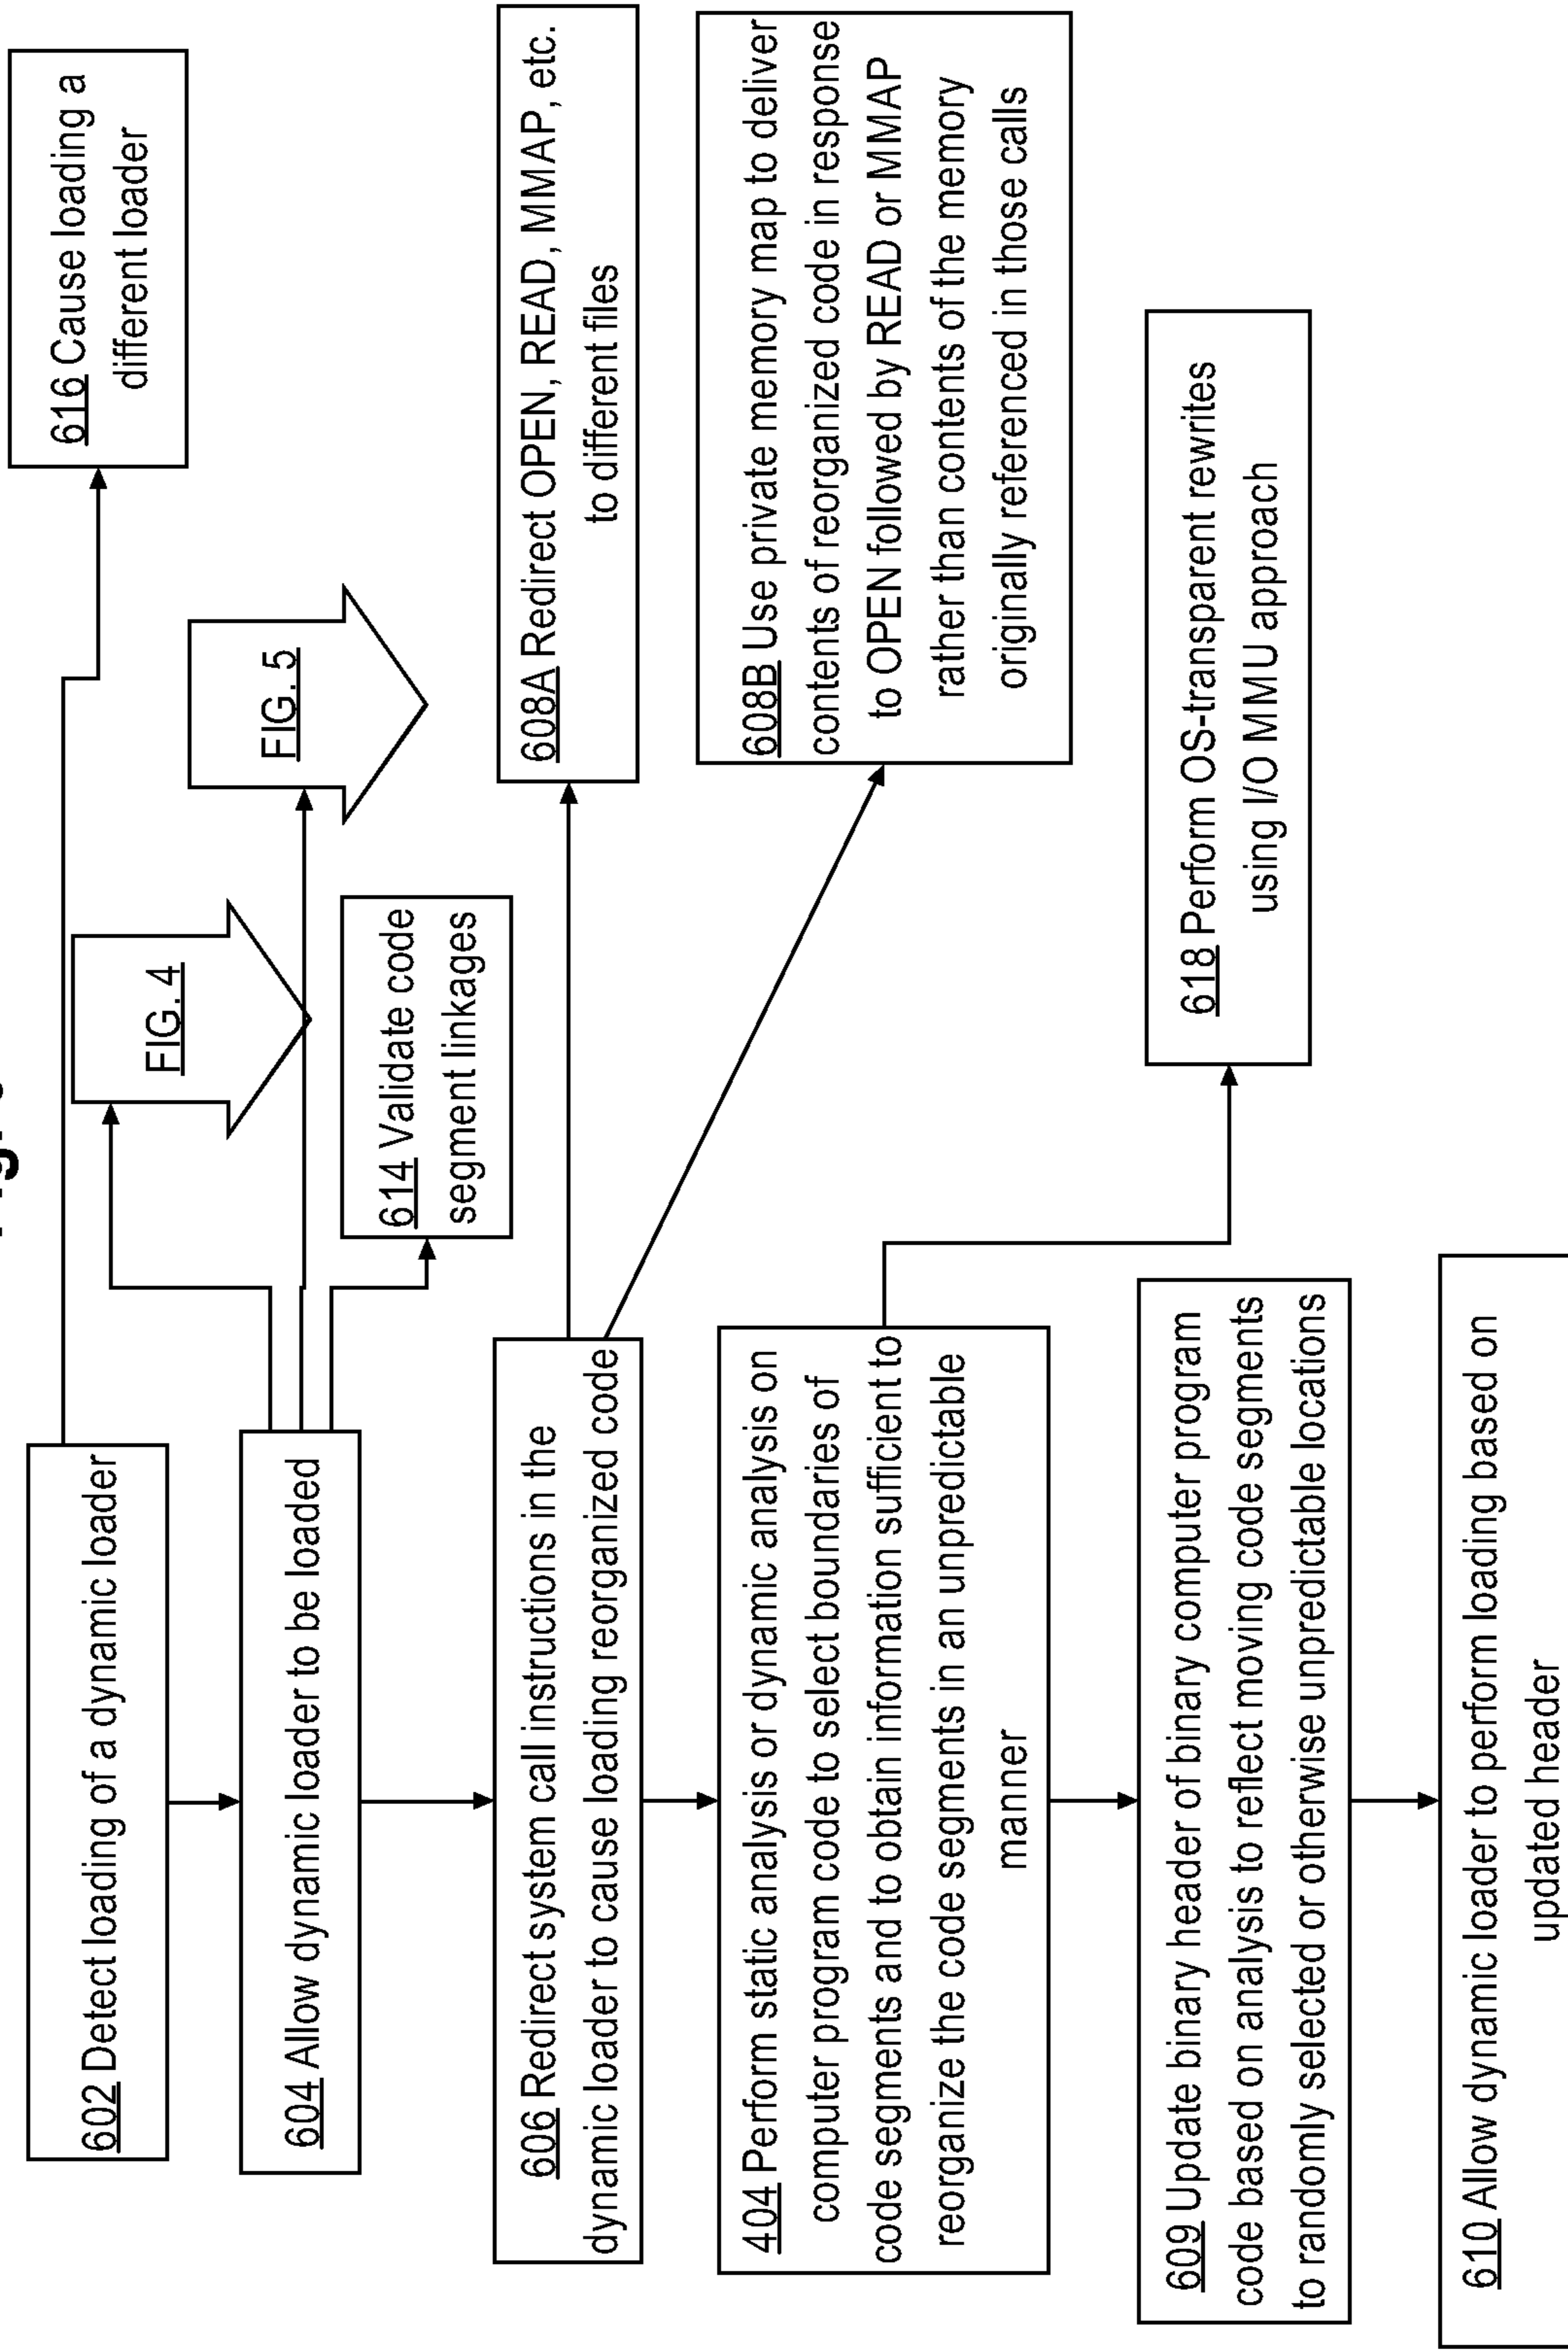 602 Detect loading of a dynamic loader
616 Cause loading a
different loader
604 Allow dynamic loader to be loaded
FIG. 4
FIG. 5
614 Validate code
segment linkages
606 Redirect system call instructions in the
dynamic loader to cause loading reorganized code
608A Redirect OPEN, READ, MMAP, etc.
to different files
608B Use private memory map to deliver
contents of reorganized code in response
to OPEN followed by READ or MMAP
rather than contents of the memory
originally referenced in those calls
404 Perform static analysis or dynamic analysis on
computer program code to select boundaries of
code segments and to obtain information sufficient to
reorganize the code segments in an unpredictable
manner
618 Perform OS-transparent rewrites
using I/O MMU approach
609 Update binary header of binary computer program
code based on analysis to reflect moving code segments
to randomly selected or otherwise unpredictable locations
610 Allow dynamic loader to perform loading based on
updated header